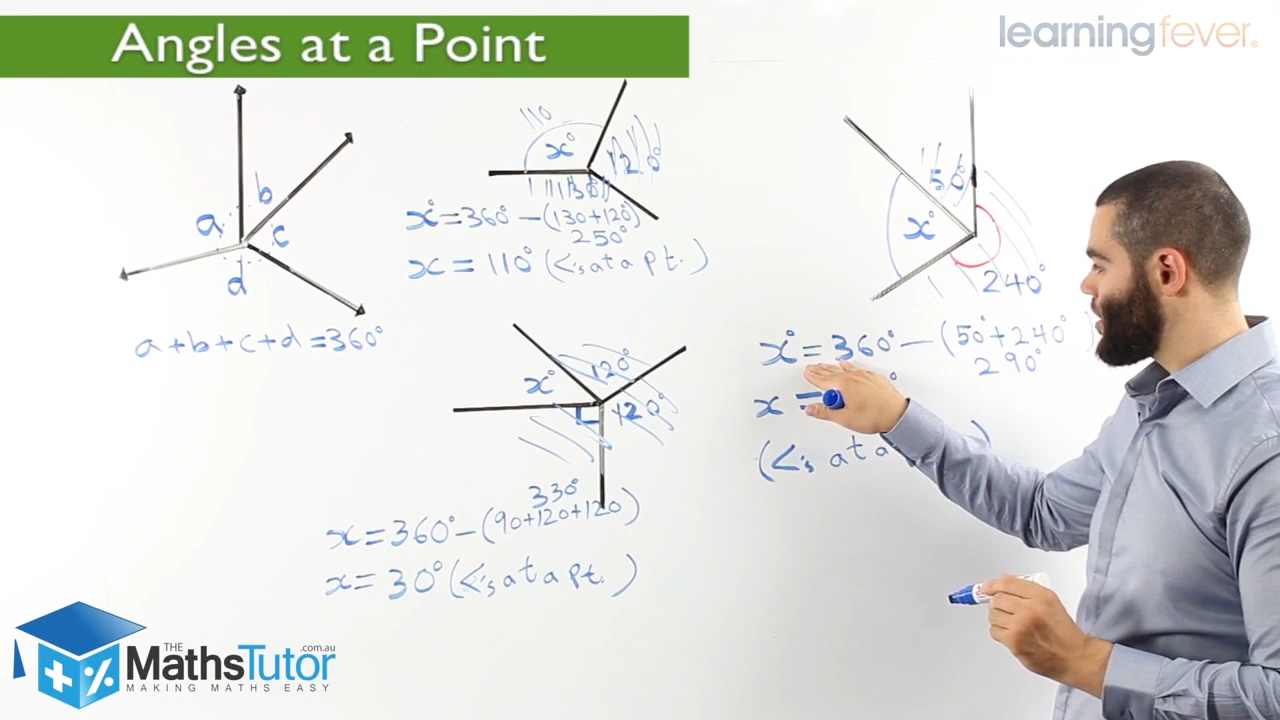 Angles at a Point
learningfever.
a
b
c
d
a+b+c+d=360°
110
x°
120°
130°
x°=360°-(130+120°)
250°
x=110°(<'s at a pt.)
x°
120°
120°
330°
x=360°-(90+120+120)
x=30°(<'s at a pt.)
50°
x°
240°
x°=360°-(50°+240°
290°
x=
(<'s at a
THE MathsTutor .com.au
MAKING MATHS EASY